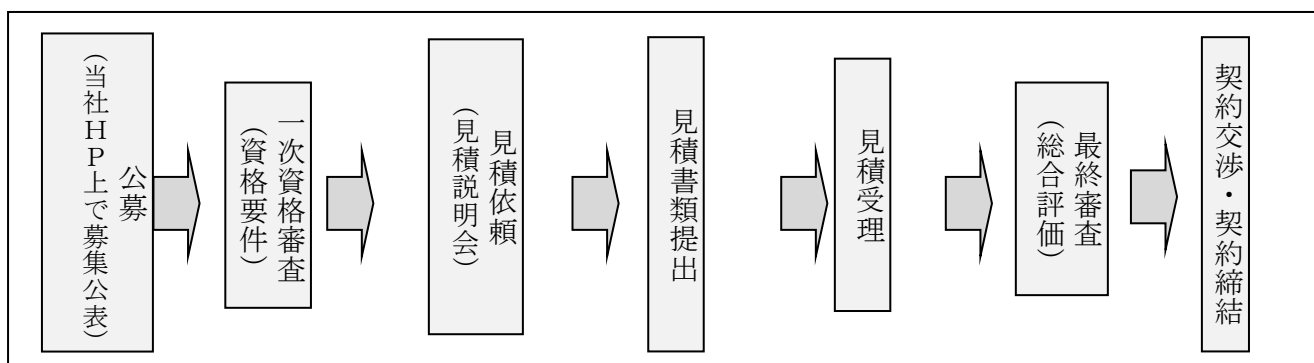 公募
（当社ＨＰ上で募集公表）
一次資格審査
（資格要件）
見積依頼
（見積説明会）
見積書類提出
見積受理
最終審査
（総合評価）
契約交渉・契約締結